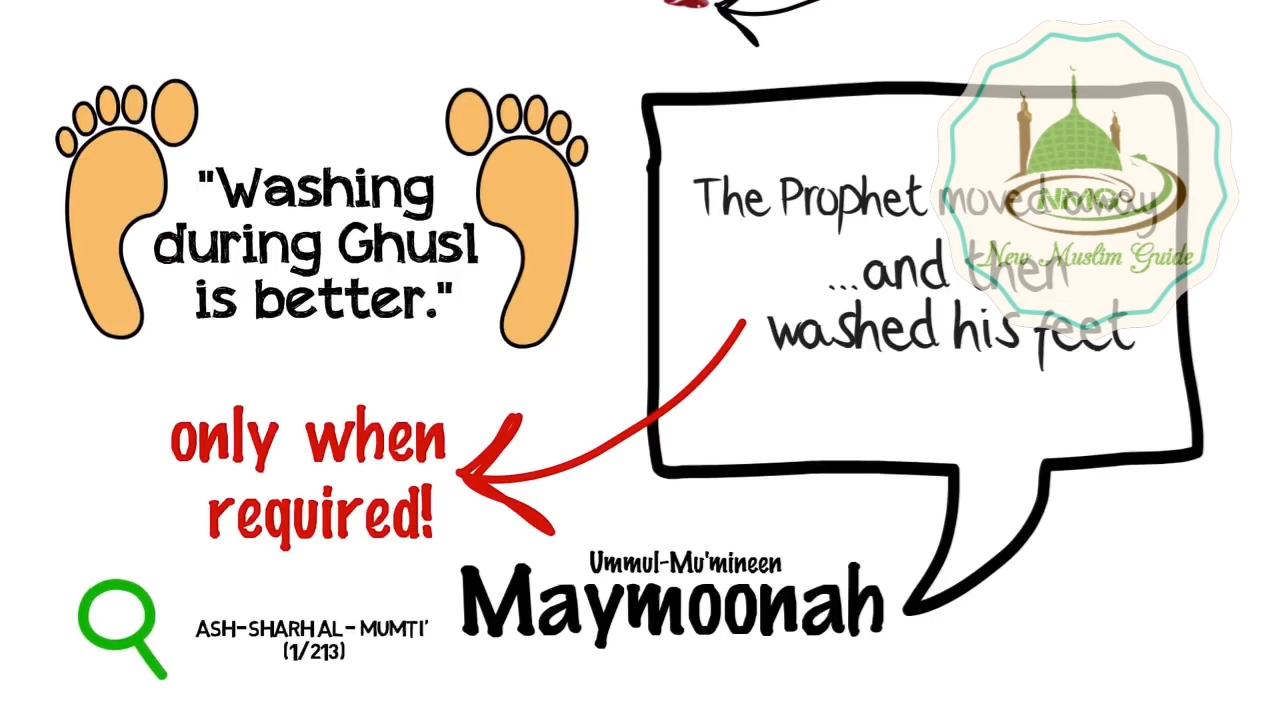 "Washing
during Ghusl
is better."
The Prophet moved away
...and then
washed his feet
NMG
New Muslim Guide
only when
required!
Ummul-Mu'mineen
Maymoonah
ASH-SHARH AL-MUMTI'
(1/213)